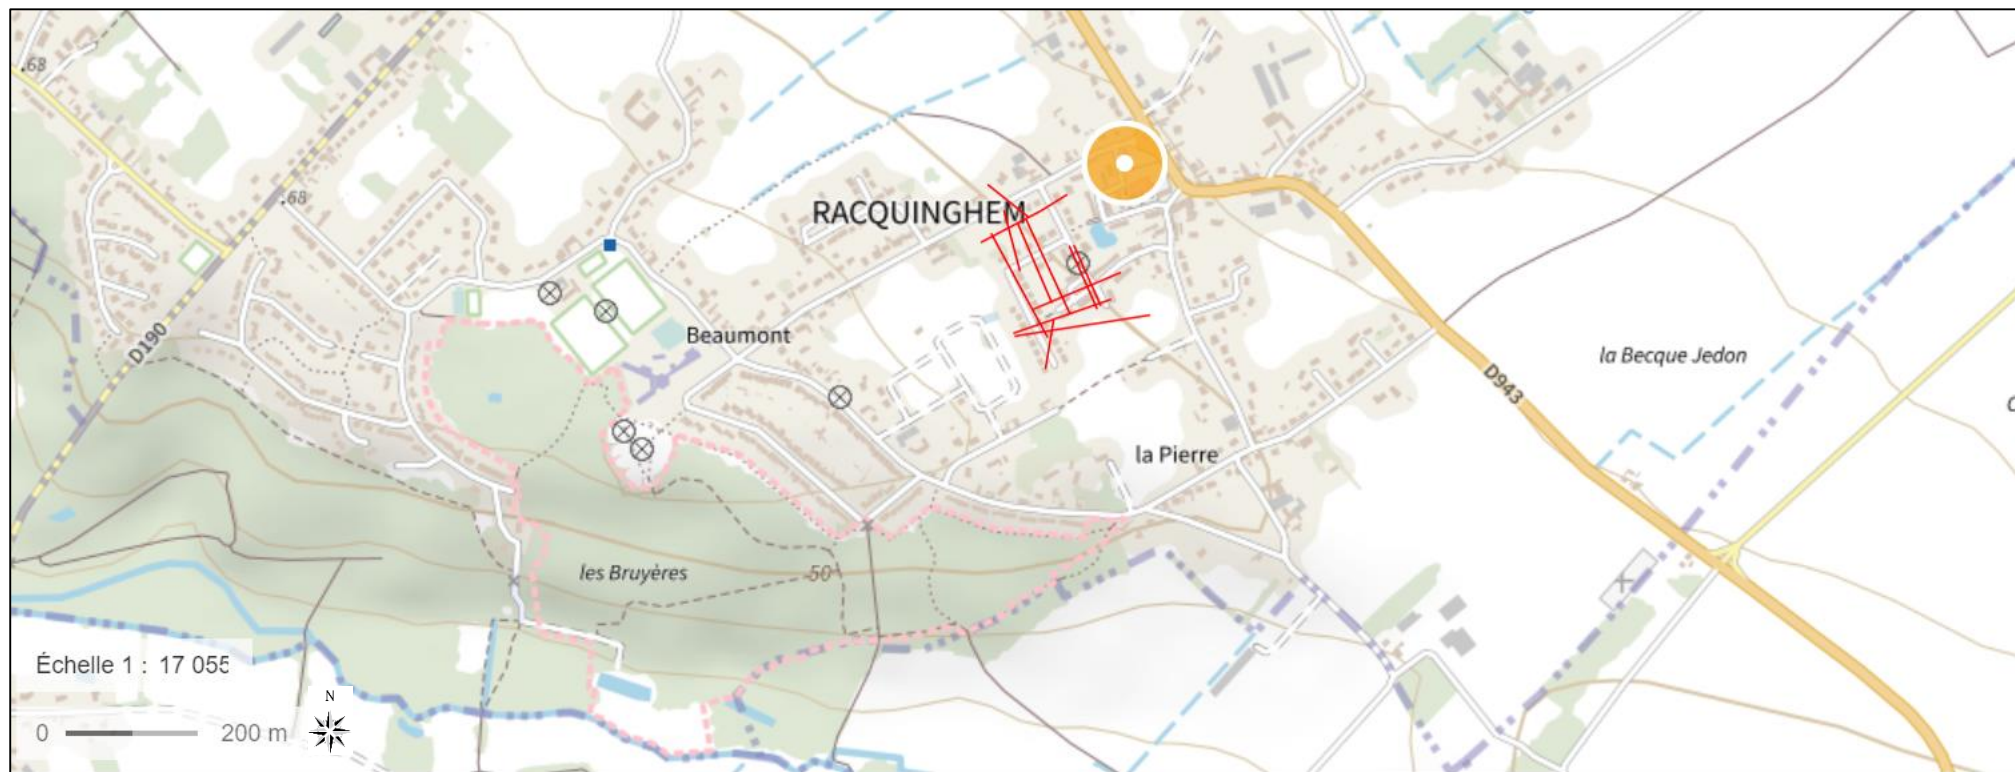 68
68
RACQUINGHEM
D190
Beaumont
la Becque Jedon
D943
la Pierre
les Bruyères
50
Échelle 1 : 17 055
N
0 200 m